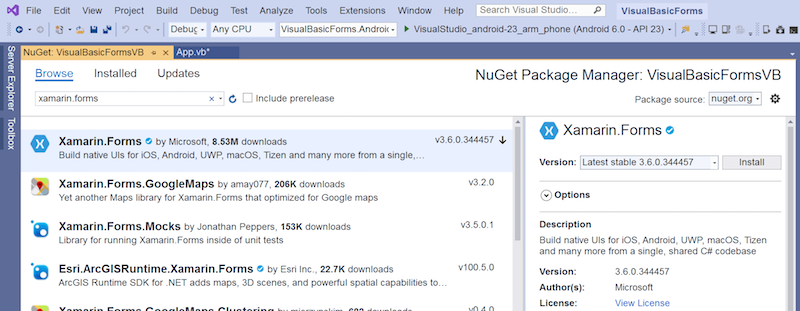 File Edit View Project Build Debug Test Analyze Tools Extensions Window Help Search Visual Studio... VisualBasicForms
Debug Any CPU VisualBasicForms.Android VisualStudio_android-23_arm_phone (Android 6.0 - API 23)
NuGet: VisualBasicFormsVB App.vb*
Server Explorer
Toolbox
Browse Installed Updates NuGet Package Manager: VisualBasicFormsVB
xamarin.forms Include prerelease Package source: nuget.org
Xamarin.Forms by Microsoft, 8.53M downloads v3.6.0.344457
Build native UIs for iOS, Android, UWP, macOS, Tizen and many more from a single,...
Xamarin.Forms.GoogleMaps by amay077, 206K downloads v3.2.0
Yet another Maps library for Xamarin.Forms that optimized for Google maps
Xamarin.Forms.Mocks by Jonathan Peppers, 153K downloads v3.5.0.1
Library for running Xamarin.Forms inside of unit tests
Esri.ArcGISRuntime.Xamarin.Forms by Esri Inc., 22.7K downloads v100.5.0
ArcGIS Runtime SDK for .NET adds maps, 3D scenes, and powerful spatial capabilities to...
Xamarin.Forms.GoogleMaps.Clustering downloads v0.4.0
Xamarin.Forms
Version: Latest stable 3.6.0.344457 Install
Options
Description
Build native UIs for iOS, Android, UWP, macOS, Tizen
and many more from a single, shared C# codebase
Version: 3.6.0.344457
Author(s): Microsoft
License: View License